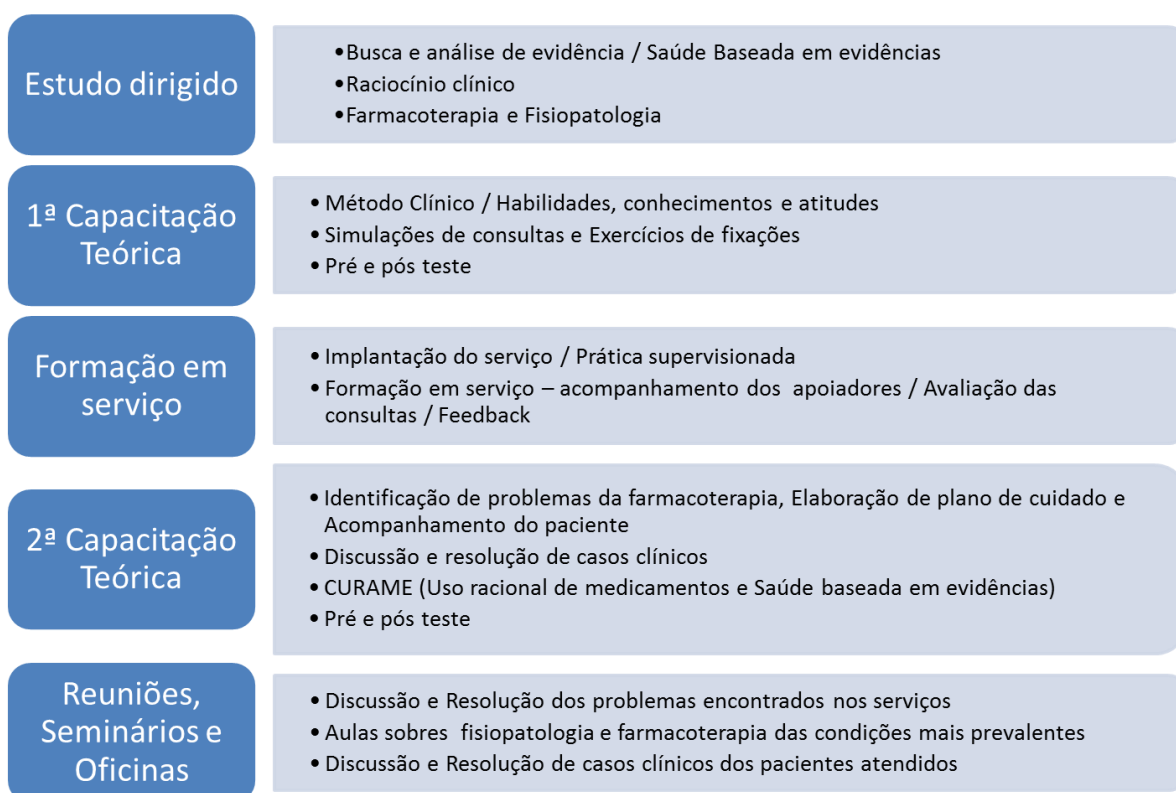 Estudo dirigido
•Busca e análise de evidência / Saúde Baseada em evidências
•Raciocínio clínico
•Farmacoterapia e Fisiopatologia
1ª Capacitação
Teórica
• Método Clínico / Habilidades, conhecimentos e atitudes
• Simulações de consultas e Exercícios de fixações
• Pré e pós teste
Formação em
serviço
• Implantação do serviço / Prática supervisionada
• Formação em serviço – acompanhamento dos apoiadores / Avaliação das
consultas / Feedback
2ª Capacitação
Teórica
• Identificação de problemas da farmacoterapia, Elaboração de plano de cuidado e
Acompanhamento do paciente
• Discussão e resolução de casos clínicos
• CURAME (Uso racional de medicamentos e Saúde baseada em evidências)
• Pré e pós teste
Reuniões,
Seminários e
Oficinas
• Discussão e Resolução dos problemas encontrados nos serviços
• Aulas sobre fisiopatologia e farmacoterapia das condições mais prevalentes
• Discussão e Resolução de casos clínicos dos pacientes atendidos